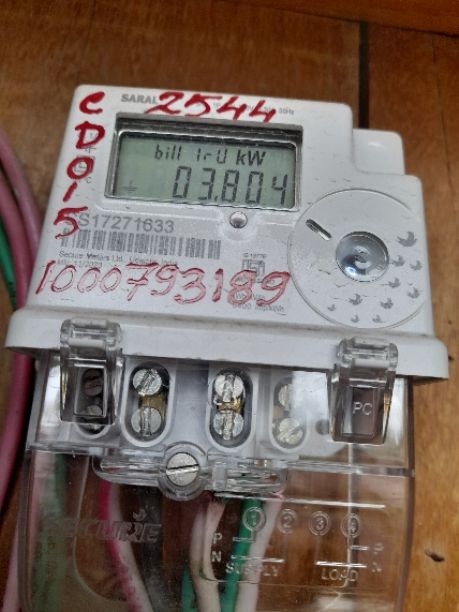 SARAL
2544
CD015
bill IrU kW
03.804
S17271633
Secure Meters Ltd.
1000793189
PC
SECURE
1 2 3 4
P
N
SUPPLY
LOAD
P
N